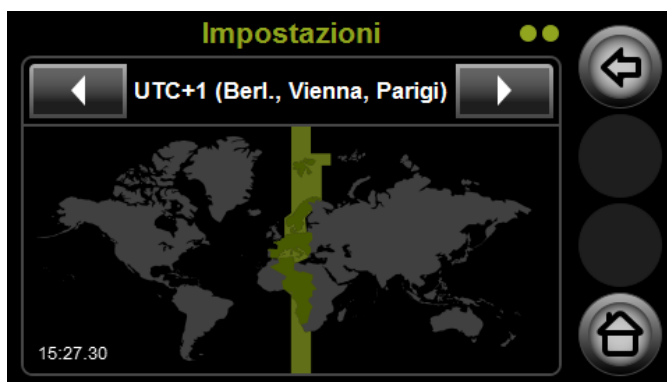 Impostazioni
UTC+1 (Berl., Vienna, Parigi)
15:27.30